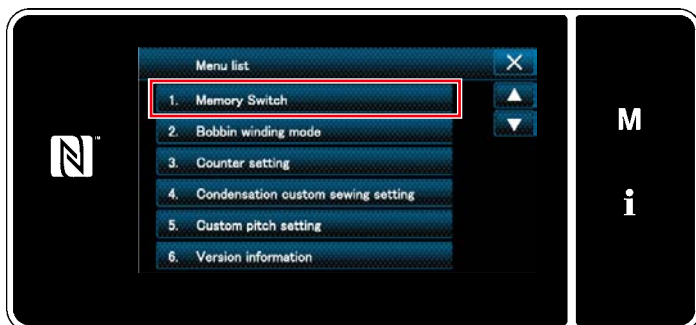 Menu list
1. Memory Switch
2. Bobbin winding mode
3. Counter setting
4. Condensation custom sewing setting
5. Custom pitch setting
6. Version information
M
i